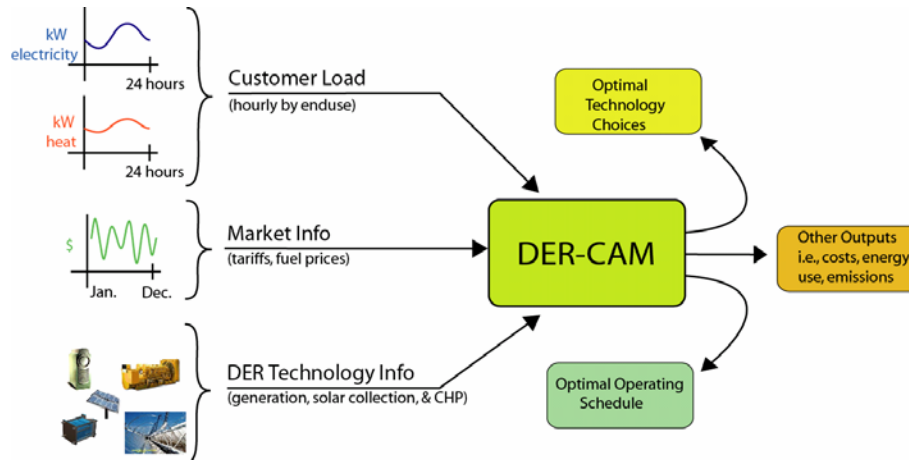 kW
electricity
24 hours
kW
heat
24 hours
Customer Load
(hourly by enduse)
$
Jan.
Dec.
Market Info
(tariffs, fuel prices)
DER Technology Info
(generation, solar collection, & CHP)
DER-CAM
Optimal
Technology
Choices
Other Outputs
i.e., costs, energy
use, emissions
Optimal Operating
Schedule